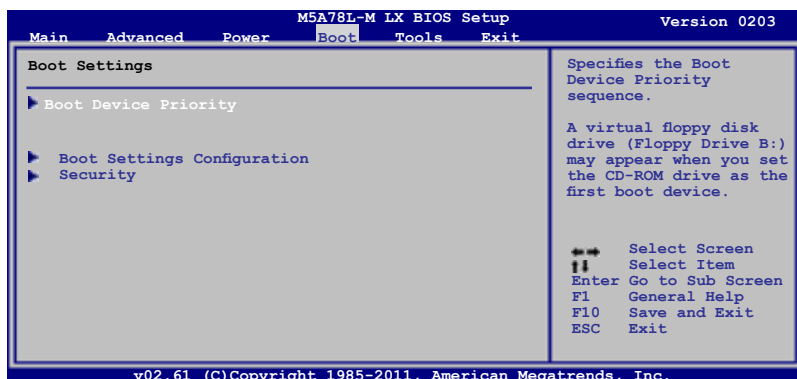 M5A78L-M LX BIOS Setup
Version 0203
Main Advanced Power Boot Tools Exit
Boot Settings
Boot Device Priority
Boot Settings Configuration
Security
Specifies the Boot
Device Priority
sequence.
A virtual floppy disk
drive (Floppy Drive B:)
may appear when you set
the CD-ROM drive as the
first boot device.
Select Screen
Select Item
Enter Go to Sub Screen
F1 General Help
F10 Save and Exit
ESC Exit
v02.61 (C)Copyright 1985-2011, American Megatrends, Inc.